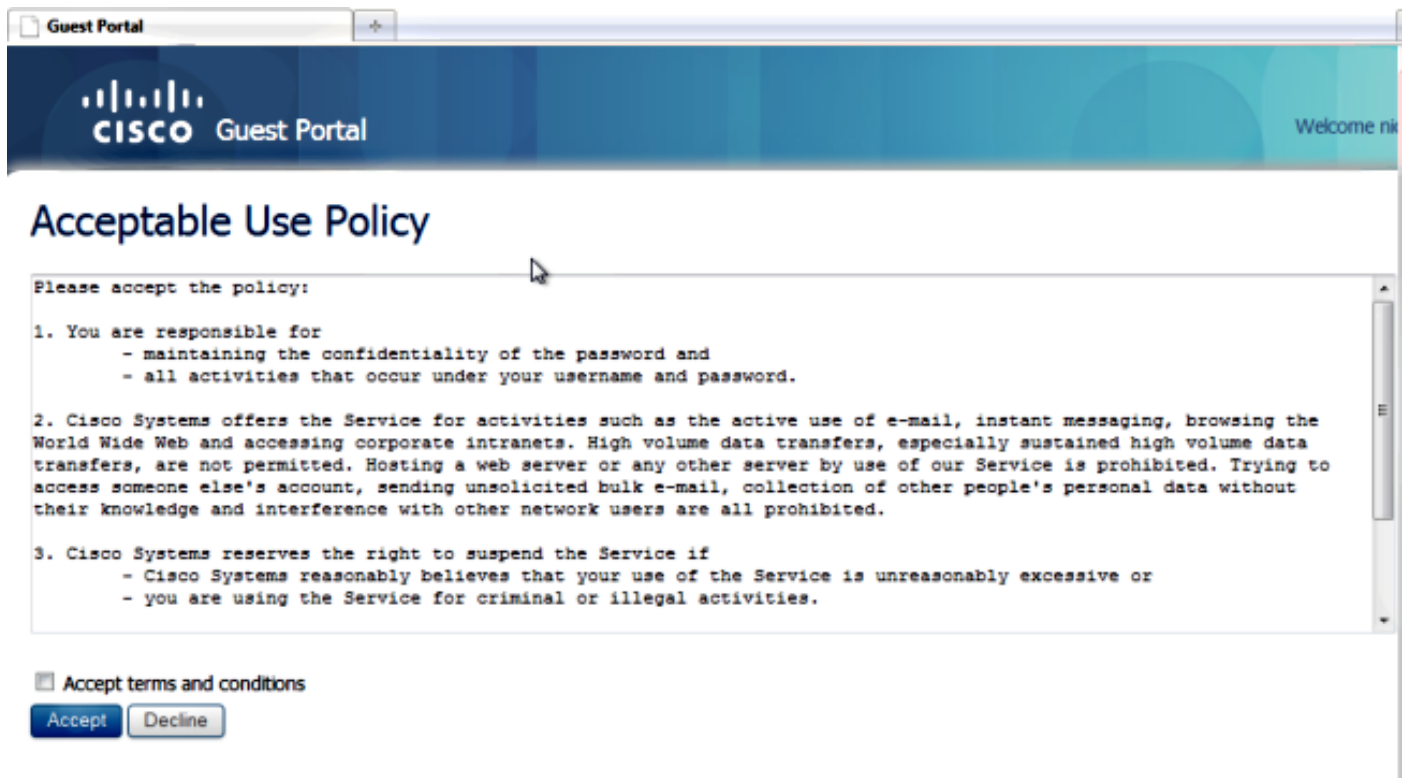 Guest Portal
CISCO Guest Portal
Welcome
Acceptable Use Policy
Please accept the policy:
1. You are responsible for
- maintaining the confidentiality of the password and
- all activities that occur under your username and password.
2. Cisco Systems offers the Service for activities such as the active use of e-mail, instant messaging, browsing the
World Wide Web and accessing corporate intranets. High volume data transfers, especially sustained high volume data
transfers, are not permitted. Hosting a web server or any other server by use of our Service is prohibited. Trying to
access someone else's account, sending unsolicited bulk e-mail, collection of other people's personal data without
their knowledge and interference with other network users are all prohibited.
3. Cisco Systems reserves the right to suspend the Service if
- Cisco Systems reasonably believes that your use of the Service is unreasonably excessive or
- you are using the Service for criminal or illegal activities.
Accept terms and conditions
Accept
Decline